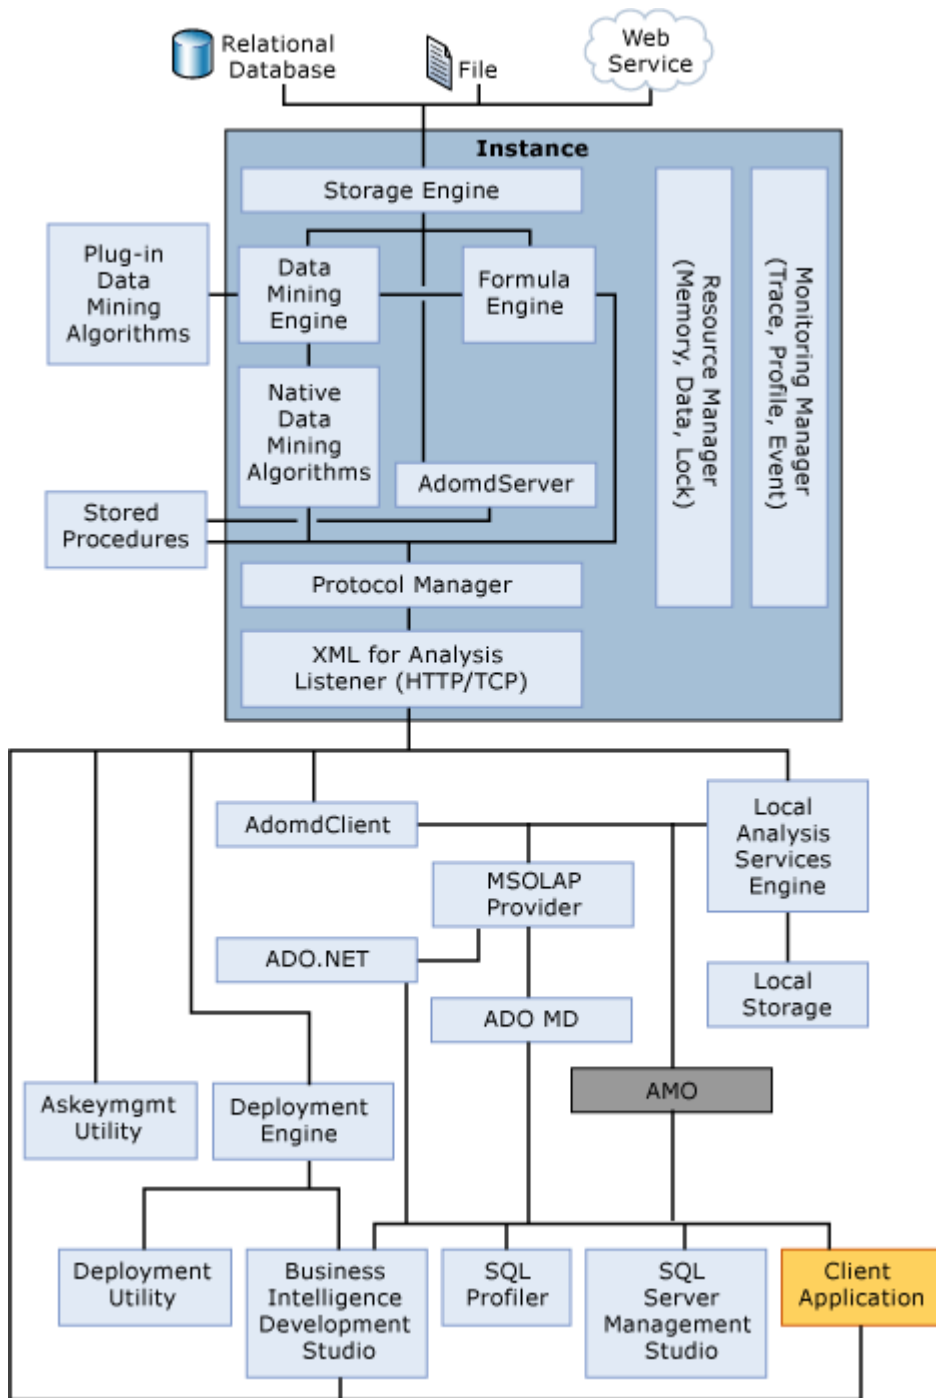 Relational
Database
File
Web
Service
Instance
Storage Engine
Plug-in
Data
Mining
Algorithms
Data
Mining
Engine
Formula
Engine
Resource Manager
(Memory, Data, Lock)
Monitoring Manager
(Trace, Profile, Event)
Native
Data
Mining
Algorithms
AdomdServer
Stored
Procedures
Protocol Manager
XML for Analysis
Listener (HTTP/TCP)
AdomdClient
Local
Analysis
Services
Engine
MSOLAP
Provider
ADO.NET
Local
Storage
ADO MD
AMO
Askeymgmt
Utility
Deployment
Engine
Deployment
Utility
Business
Intelligence
Development
Studio
SQL
Profiler
SQL
Server
Management
Studio
Client
Application